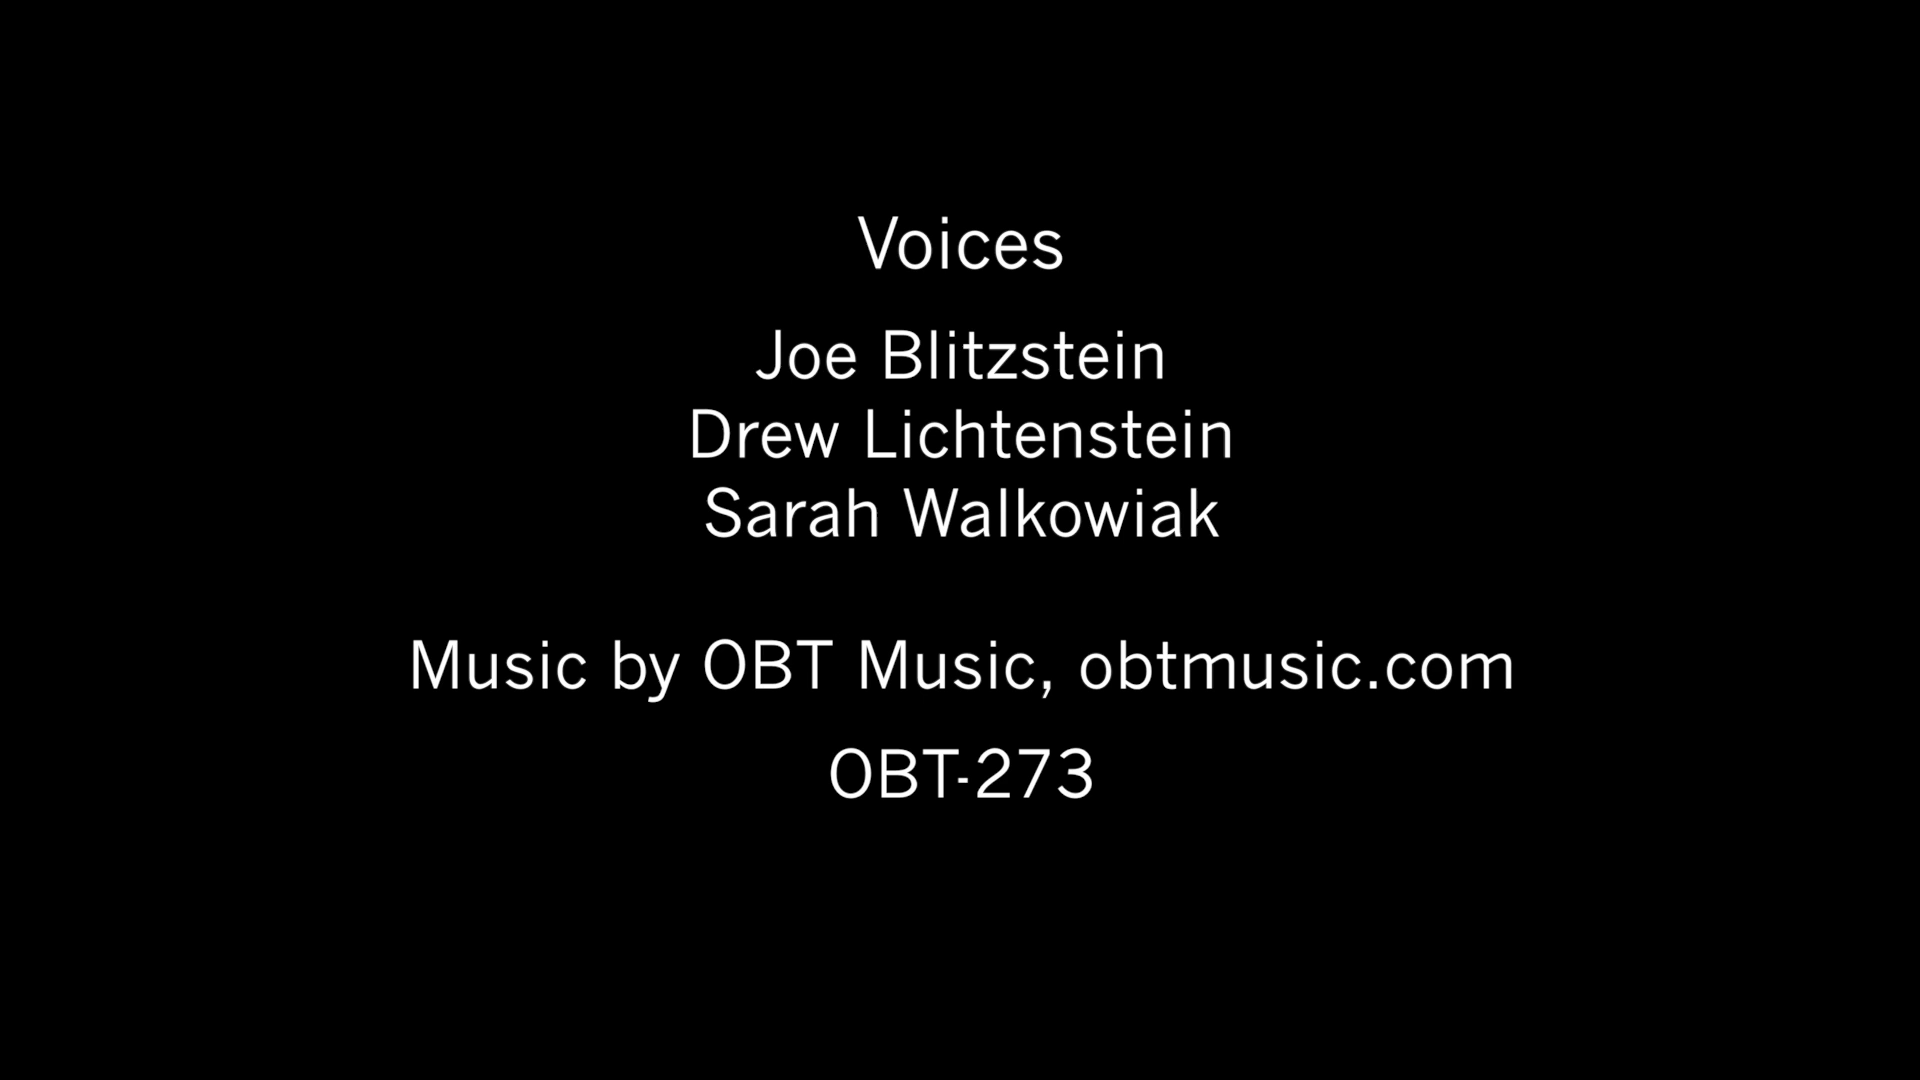 Voices
Joe Blitzstein
Drew Lichtenstein
Sarah Walkowiak
Music by OBT Music, obtmusic.com
OBT-273